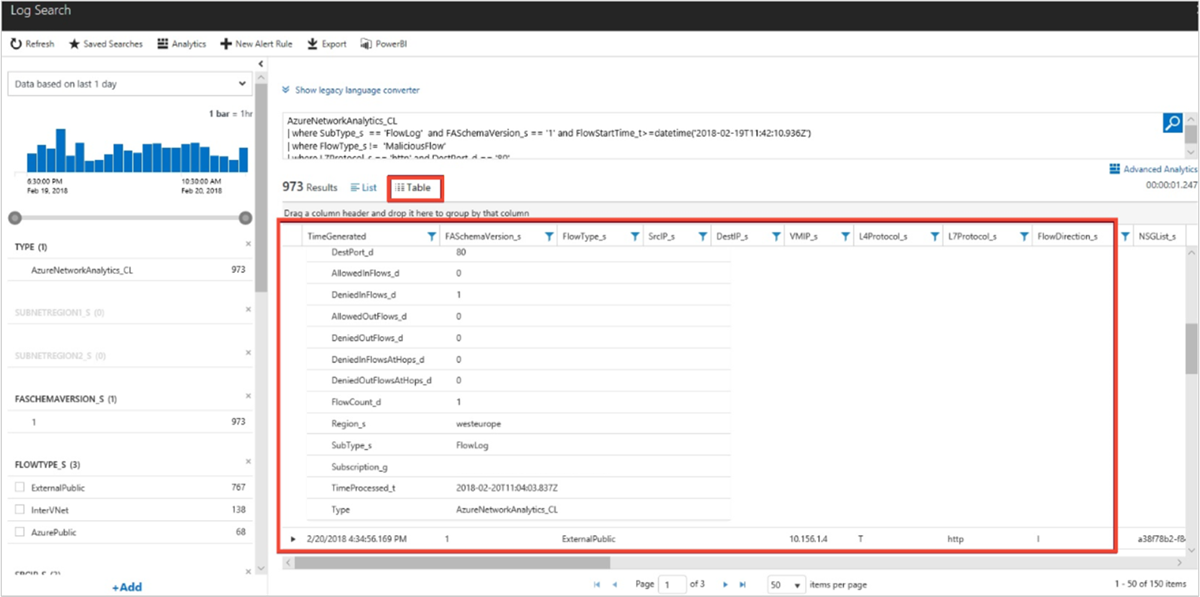 Log Search
Refresh Saved Searches Analytics New Alert Rule Export PowerBI
Data based on last 1 day
1 bar = 1hr
6:30:00 PM
Feb 19, 2018
10:30:00 AM
Feb 20, 2018
TYPE (1)
AzureNetworkAnalytics_CL 973
SUBNETREGION1_S (0)
SUBNETREGION2_S (0)
FASCHEMAVERSION_S (1)
1 973
FLOWTYPE_S (3)
ExternalPublic 767
InterVNet 138
AzurePublic 68
+Add
Show legacy language converter
AzureNetworkAnalytics_CL
| where SubType_s == 'FlowLog' and FASchemaVersion_s == '1' and FlowStartTime_t>=datetime('2018-02-19T11:42:10.936Z')
| where FlowType_s != 'MaliciousFlow'
| where L7Protocol_s == 'http' and DestPort_d == '80'
Advanced Analytics
973 Results List Table
00:00:01.247
Drag a column header and drop it here to group by that column
TimeGenerated FASchemaVersion_s FlowType_s SrcIP_s DestIP_s VMIP_s L4Protocol_s L7Protocol_s FlowDirection_s NSGList_s
DestPort_d 80
AllowedInFlows_d 0
DeniedInFlows_d 1
AllowedOutFlows_d 0
DeniedOutFlows_d 0
DeniedInFlowsAtHops_d 0
DeniedOutFlowsAtHops_d 0
FlowCount_d 1
Region_s westeurope
SubType_s FlowLog
Subscription_g
TimeProcessed_t 2018-02-20T11:04:03.837Z
Type AzureNetworkAnalytics_CL
2/20/2018 4:34:56.169 PM 1 ExternalPublic 10.156.1.4 T http I a38f78b2-f8
Page 1 of 3 50 items per page
1 - 50 of 150 items